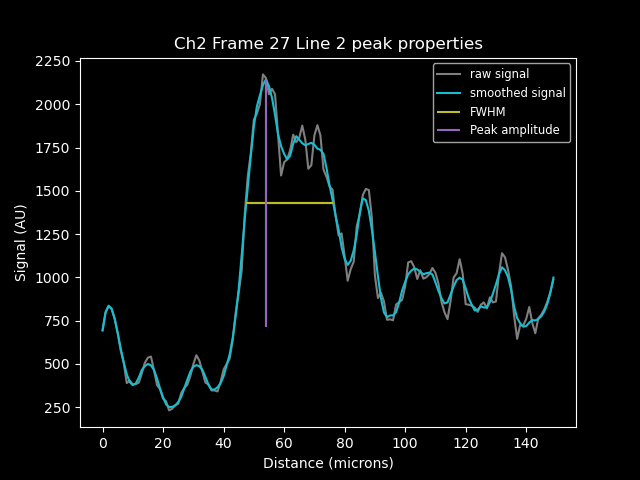 Ch2 Frame 27 Line 2 peak properties
raw signal
smoothed signal
FWHM
Peak amplitude
Signal (AU)
2250
2000
1750
1500
1250
1000
750
500
250
0 20 40 60 80 100 120 140
Distance (microns)